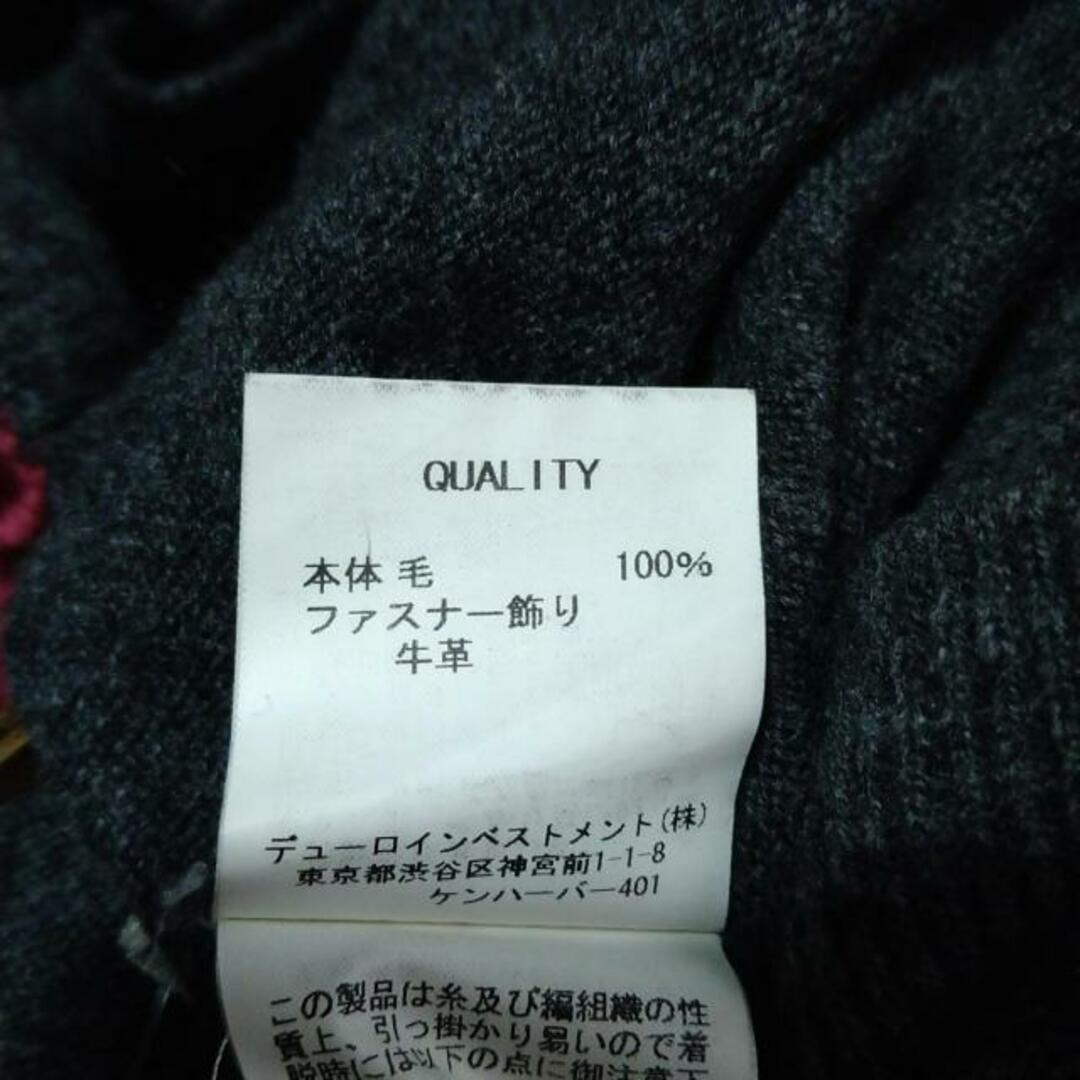 QUALITY
本体 毛 100%
ファスナー飾り
牛革
デューロインベストメント(株)
東京都渋谷区神宮前1-1-8
ケンハーバー401
この製品は糸及び編組織の性
質上、引っ掛かり易いので着
脱時には以下の点に御注意下